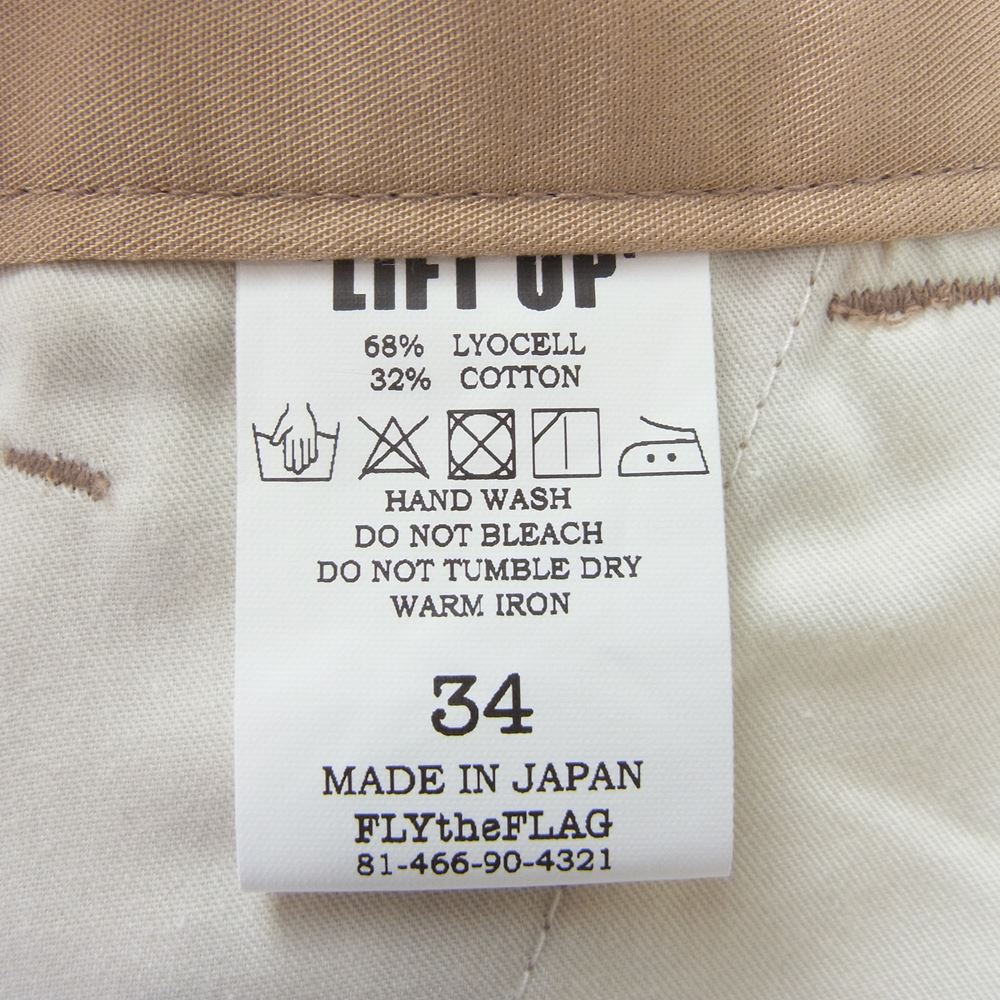 "LIFT UP"
68% LYOCELL
32% COTTON
HAND WASH
DO NOT BLEACH
DO NOT TUMBLE DRY
WARM IRON
34
MADE IN JAPAN
FLYtheFLAG
81-466-90-4321